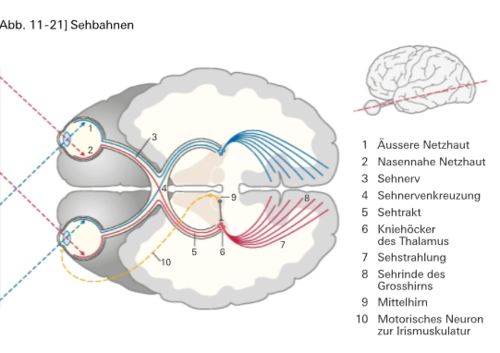 Abb. 11-21] Sehbahnen
1
2
3
4
9
8
5
6
7
10
1 Äussere Netzhaut
2 Nasennahe Netzhaut
3 Sehnerv
4 Sehnervenkreuzung
5 Sehtrakt
6 Kniehöcker
des Thalamus
7 Sehstrahlung
8 Sehrinde des
Grosshirns
9 Mittelhirn
10 Motorisches Neuron
zur Irismuskulatur